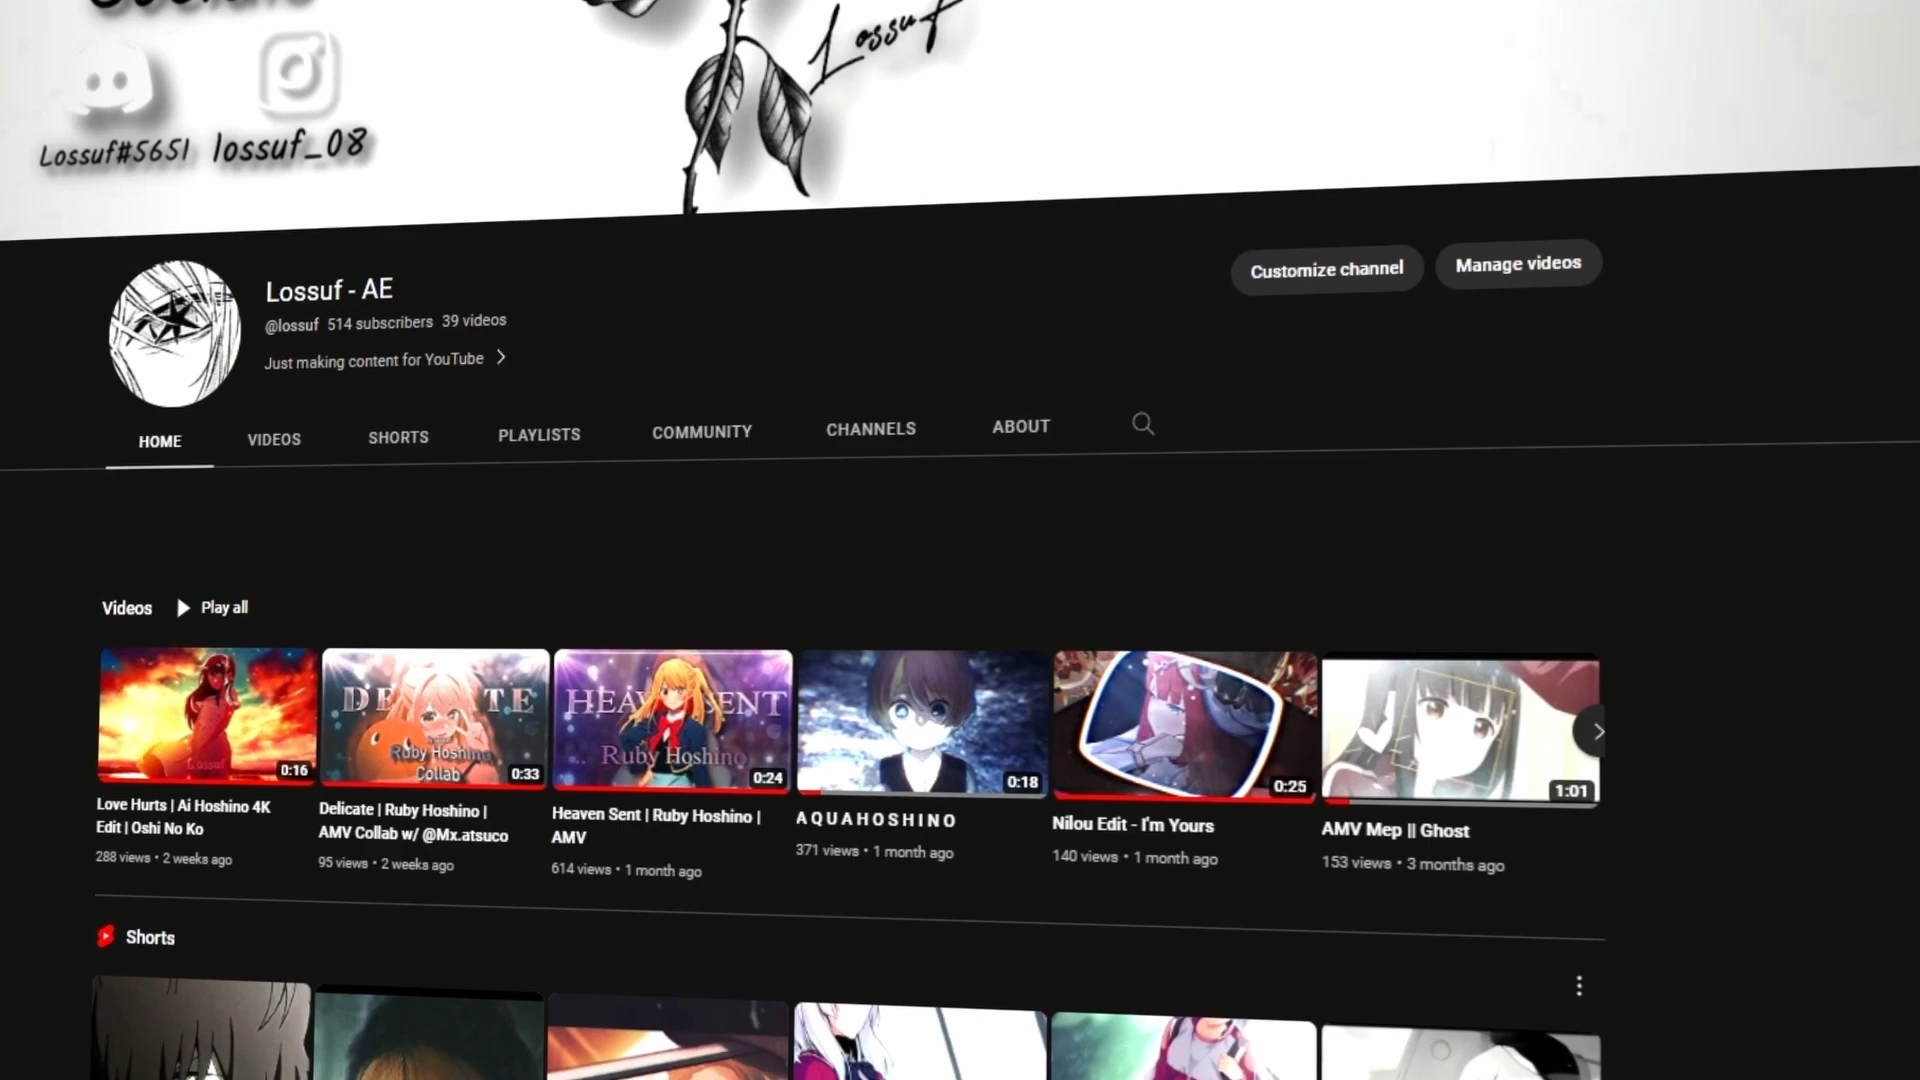 Lossuf
Lossuf#5651 lossuf_08
Lossuf - AE
@lossuf 514 subscribers 39 videos
Just making content for YouTube
Customize channel
Manage videos
HOME
VIDEOS
SHORTS
PLAYLISTS
COMMUNITY
CHANNELS
ABOUT
Videos
Play all
Lossuf
0:16
Ruby Hoshino
Collab
0:33
Ruby Hoshino
0:24
0:18
0:25
1:01
Love Hurts | Ai Hoshino 4K
Edit | Oshi No Ko
288 views • 2 weeks ago
Delicate | Ruby Hoshino |
AMV Collab w/ @Mx.atsuco
95 views • 2 weeks ago
Heaven Sent | Ruby Hoshino |
AMV
614 views • 1 month ago
A Q U A H O S H I N O
371 views • 1 month ago
Nilou Edit - I'm Yours
140 views • 1 month ago
AMV Mep || Ghost
153 views • 3 months ago
Shorts